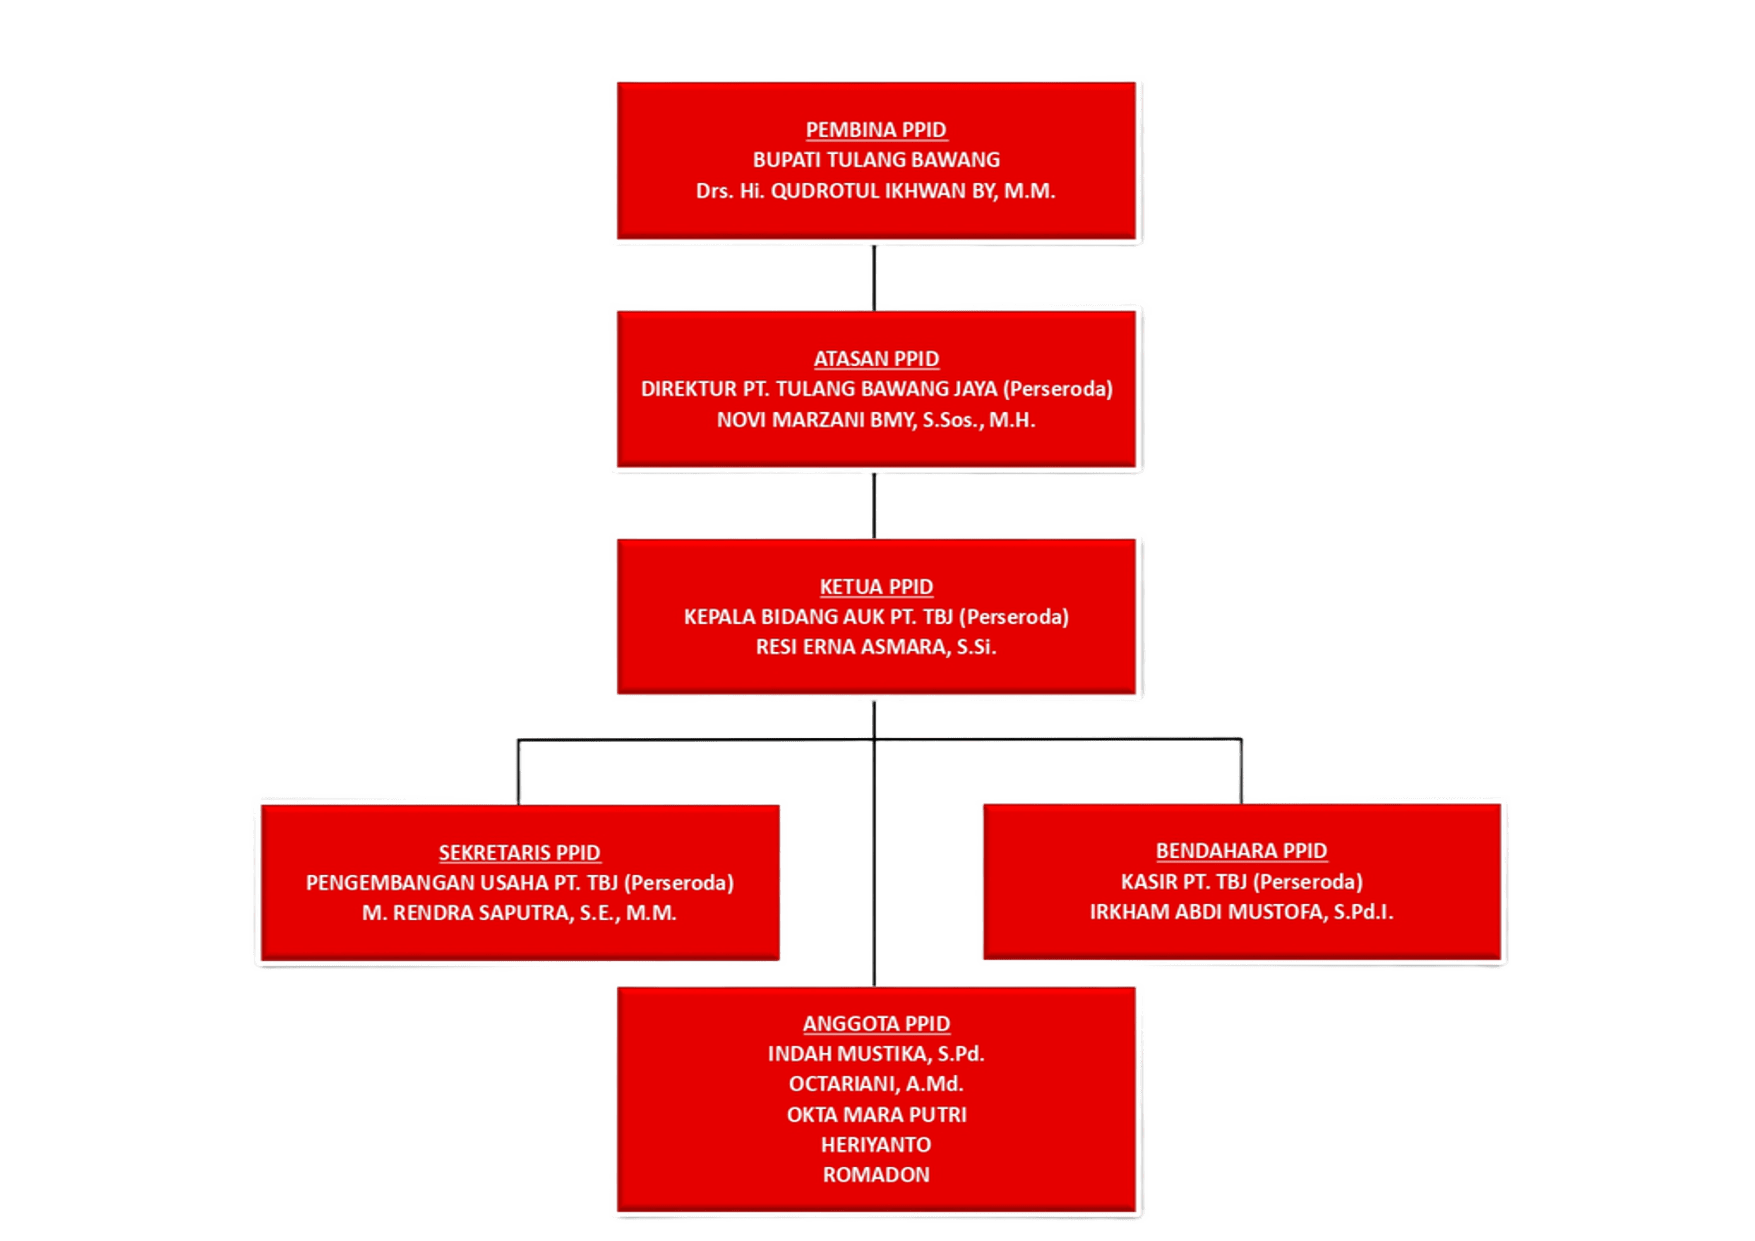 PEMBINA PPID
BUPATI TULANG BAWANG
Drs. Hi. QUDROTUL IKHWAN BY, M.M.
ATASAN PPID
DIREKTUR PT. TULANG BAWANG JAYA (Perseroda)
NOVI MARZANI BMY, S.Sos., M.H.
KETUA PPID
KEPALA BIDANG AUK PT. TBJ (Perseroda)
RESI ERNA ASMARA, S.Si.
SEKRETARIS PPID
PENGEMBANGAN USAHA PT. TBJ (Perseroda)
M. RENDRA SAPUTRA, S.E., M.M.
BENDAHARA PPID
KASIR PT. TBJ (Perseroda)
IRKHAM ABDI MUSTOFA, S.Pd.I.
ANGGOTA PPID
INDAH MUSTIKA, S.Pd.
OCTARIANI, A.Md.
OKTA MARA PUTRI
HERIYANTO
ROMADON